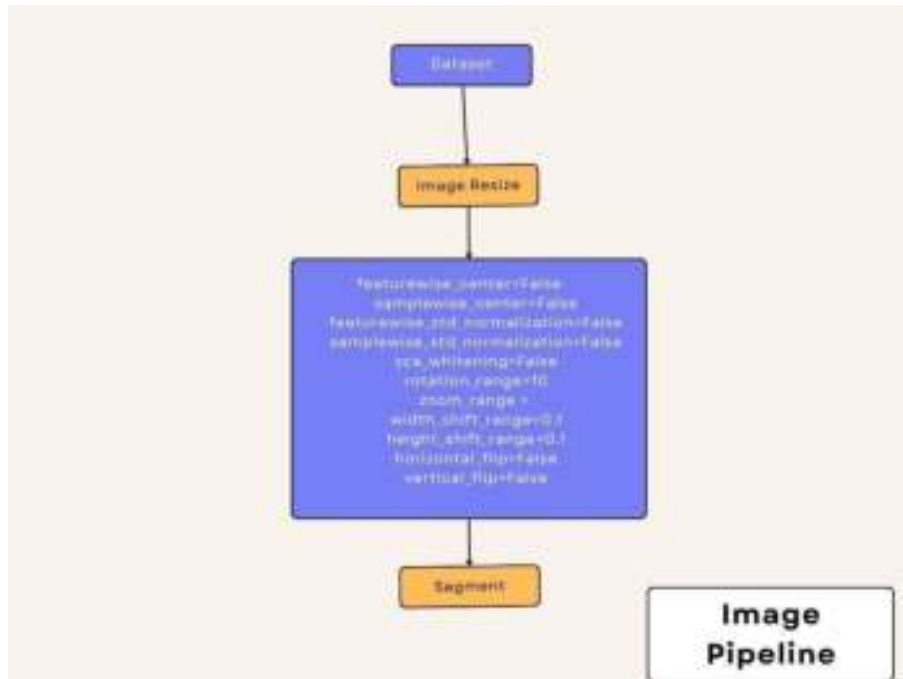 Dataset
Image Resize
featurewise_center=False
samplewise_center=False
featurewise_std_normalization=False
samplewise_std_normalization=False
zca_whitening=False
rotation_range=10
zoom_range =
width_shift_range=0.1
height_shift_range=0.1
horizontal_flip=False
vertical_flip=False
Segment
Image
Pipeline